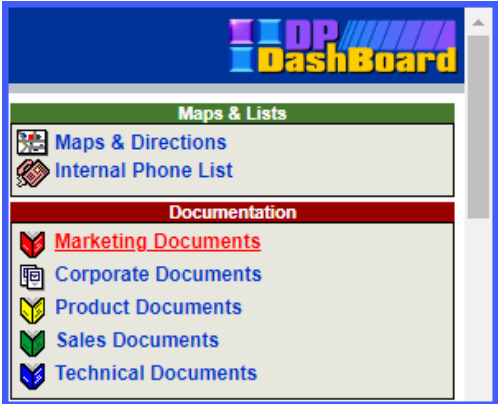 DP
DashBoard
Maps & Lists
Maps & Directions
Internal Phone List
Documentation
Marketing Documents
Corporate Documents
Product Documents
Sales Documents
Technical Documents